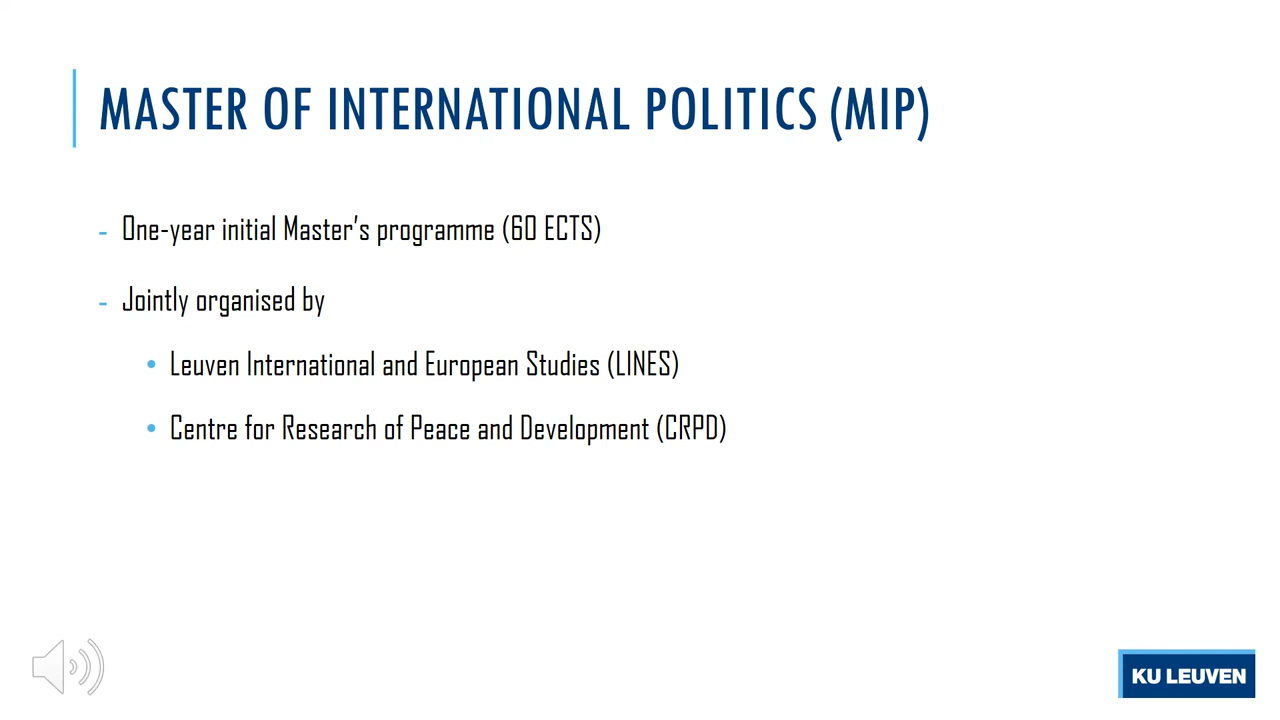 MASTER OF INTERNATIONAL POLITICS (MIP)
- One-year initial Master's programme (60 ECTS)
- Jointly organised by
• Leuven International and European Studies (LINES)
• Centre for Research of Peace and Development (CRPD)
KU LEUVEN